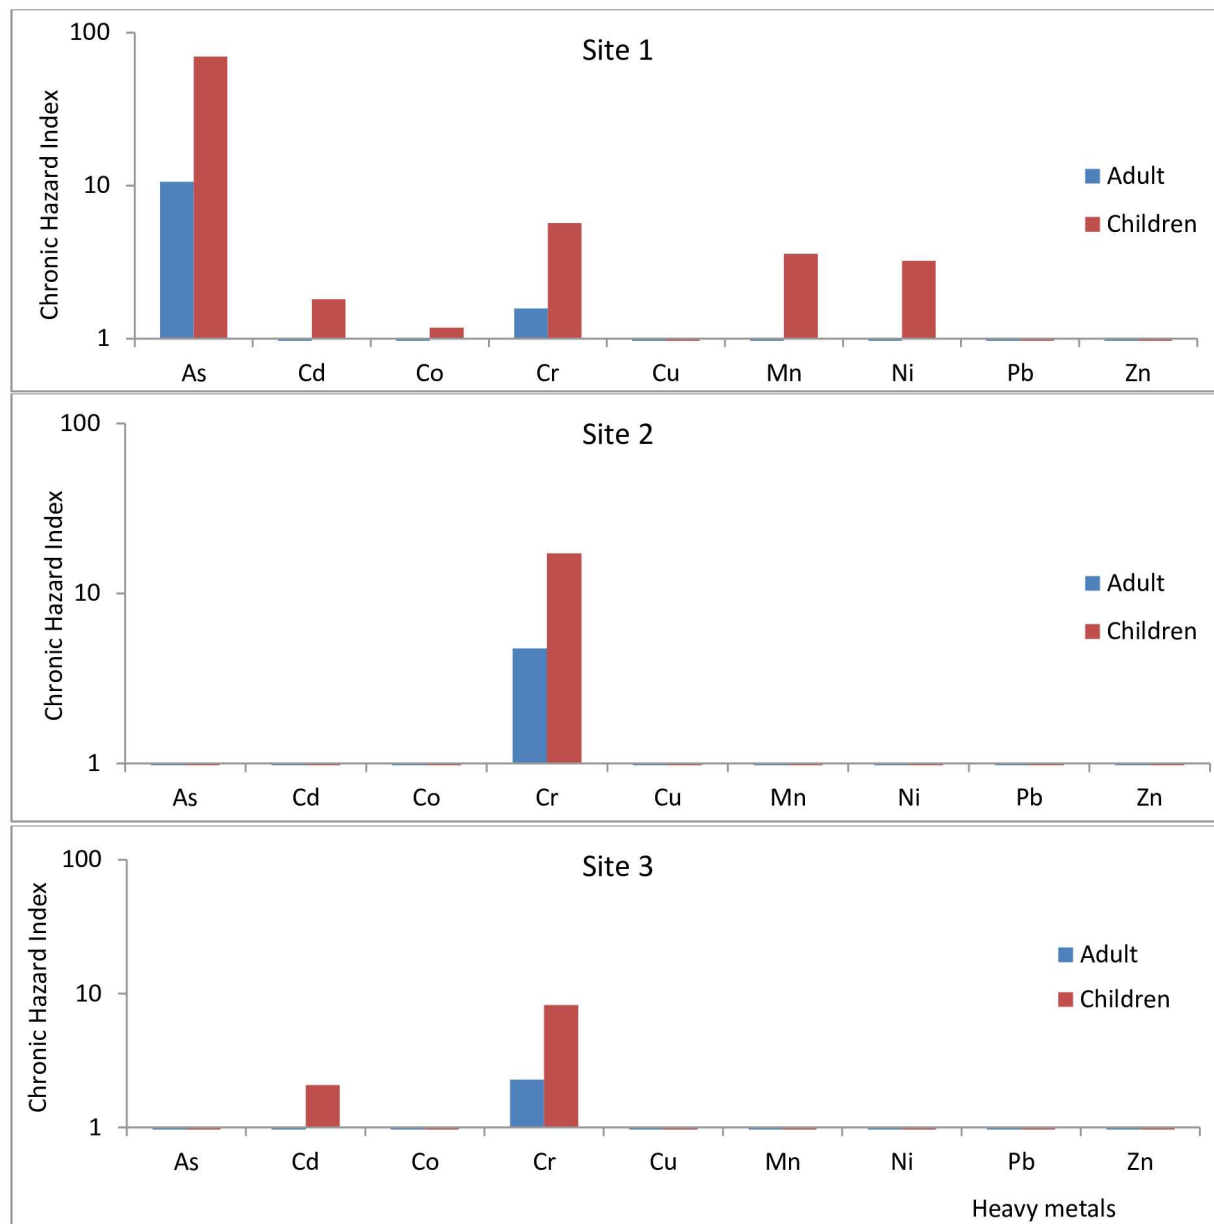 Site 1
Chronic Hazard Index
100
10
1
Adult
Children
As Cd Co Cr Cu Mn Ni Pb Zn
Site 2
Chronic Hazard Index
100
10
1
Adult
Children
As Cd Co Cr Cu Mn Ni Pb Zn
Site 3
Chronic Hazard Index
100
10
1
Adult
Children
As Cd Co Cr Cu Mn Ni Pb Zn
Heavy metals